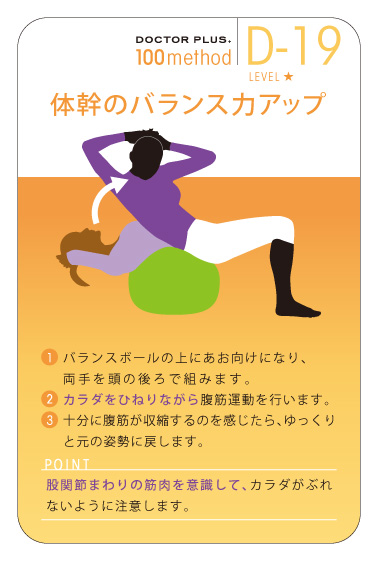 DOCTOR PLUS.
100method
D-19
LEVEL ★
体幹のバランス力アップ
1 バランスボールの上にあお向けになり、
両手を頭の後ろで組みます。
2 カラダをひねりながら腹筋運動を行います。
3 十分に腹筋が収縮するのを感じたら、ゆっくり
と元の姿勢に戻します。
POINT
股関節まわりの筋肉を意識して、カラダがぶれ
ないように注意します。